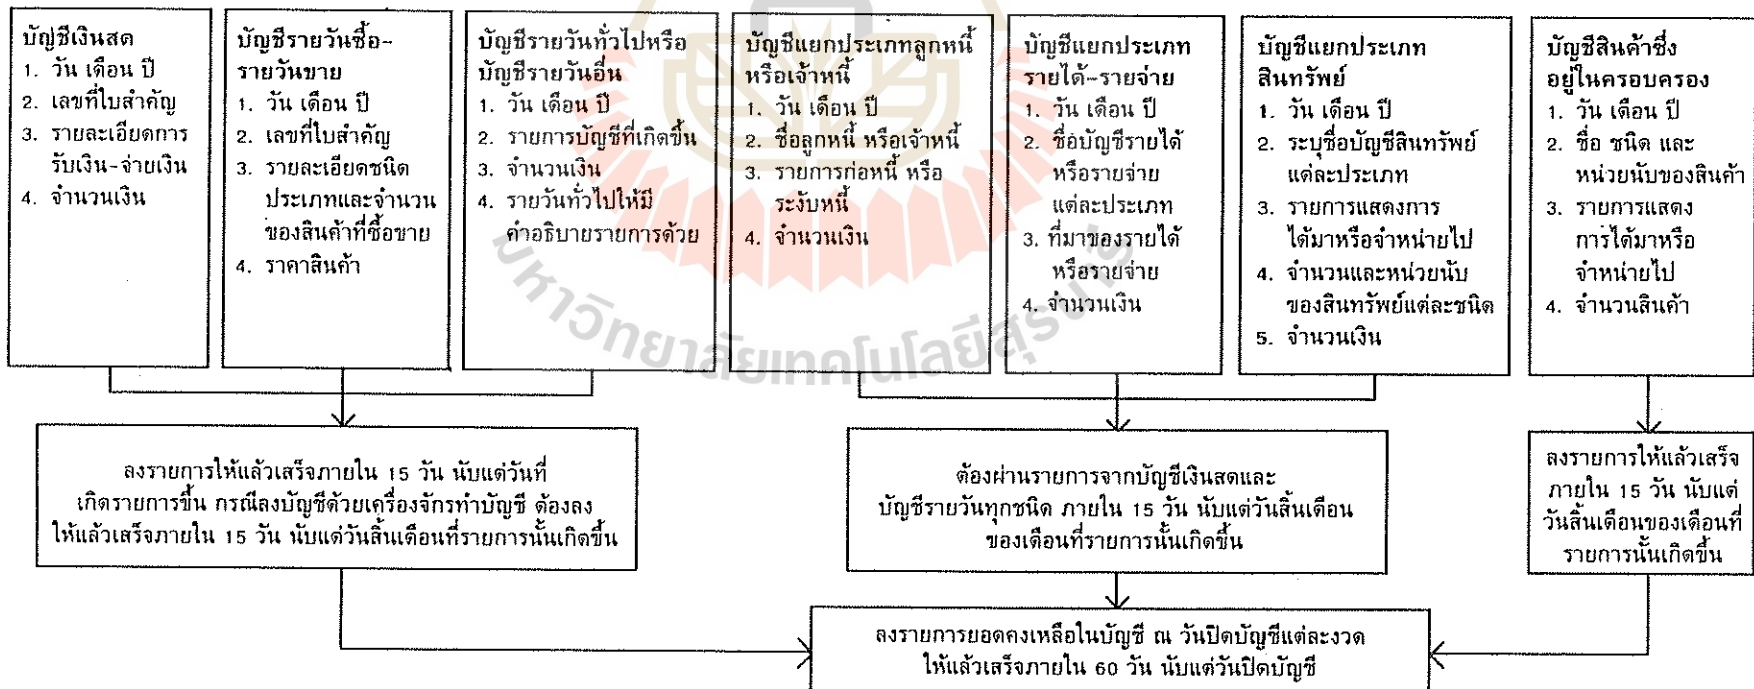 บัญชีเงินสด
1. วัน เดือน ปี
2. เลขที่ใบสำคัญ
3. รายละเอียดการ
รับเงิน-จ่ายเงิน
4. จำนวนเงิน
บัญชีรายวันซื้อ-
รายวันขาย
1. วัน เดือน ปี
2. เลขที่ใบสำคัญ
3. รายละเอียดชนิด
ประเภทและจำนวน
ของสินค้าที่ซื้อขาย
4. ราคาสินค้า
บัญชีรายวันทั่วไปหรือ
บัญชีรายวันอื่น
1. วัน เดือน ปี
2. รายการบัญชีที่เกิดขึ้น
3. จำนวนเงิน
4. รายวันทั่วไปให้มี
คำอธิบายรายการด้วย
บัญชีแยกประเภทลูกหนี้
หรือเจ้าหนี้
1. วัน เดือน ปี
2. ชื่อลูกหนี้ หรือเจ้าหนี้
3. รายการก่อหนี้ หรือ
ระงับหนี้
4. จำนวนเงิน
บัญชีแยกประเภท
รายได้-รายจ่าย
1. วัน เดือน ปี
2. ชื่อบัญชีรายได้
หรือรายจ่าย
แต่ละประเภท
3. ที่มาของรายได้
หรือรายจ่าย
4. จำนวนเงิน
บัญชีแยกประเภท
สินทรัพย์
1. วัน เดือน ปี
2. ระบุชื่อบัญชีสินทรัพย์
แต่ละประเภท
3. รายการแสดงการ
ได้มาหรือจำหน่ายไป
4. จำนวนและหน่วยนับ
ของสินทรัพย์แต่ละชนิด
5. จำนวนเงิน
บัญชีสินค้าซึ่ง
อยู่ในครอบครอง
1. วัน เดือน ปี
2. ชื่อ ชนิด และ
หน่วยนับของสินค้า
3. รายการแสดง
การได้มาหรือ
จำหน่ายไป
4. จำนวนสินค้า
มหาวิทยาลัยเทคโนโลยีสุรนารี
ลงรายการให้แล้วเสร็จภายใน 15 วัน นับแต่วันที่
เกิดรายการขึ้น กรณีลงบัญชีด้วยเครื่องจักรทำบัญชี ต้องลง
ให้แล้วเสร็จภายใน 15 วัน นับแต่วันสิ้นเดือนที่รายการนั้นเกิดขึ้น
ต้องผ่านรายการจากบัญชีเงินสดและ
บัญชีรายวันทุกชนิด ภายใน 15 วัน นับแต่วันสิ้นเดือน
ของเดือนที่รายการนั้นเกิดขึ้น
ลงรายการให้แล้วเสร็จ
ภายใน 15 วัน นับแต่
วันสิ้นเดือนของเดือนที่
รายการนั้นเกิดขึ้น
ลงรายการยอดคงเหลือในบัญชี ณ วันปิดบัญชีแต่ละงวด
ให้แล้วเสร็จภายใน 60 วัน นับแต่วันปิดบัญชี